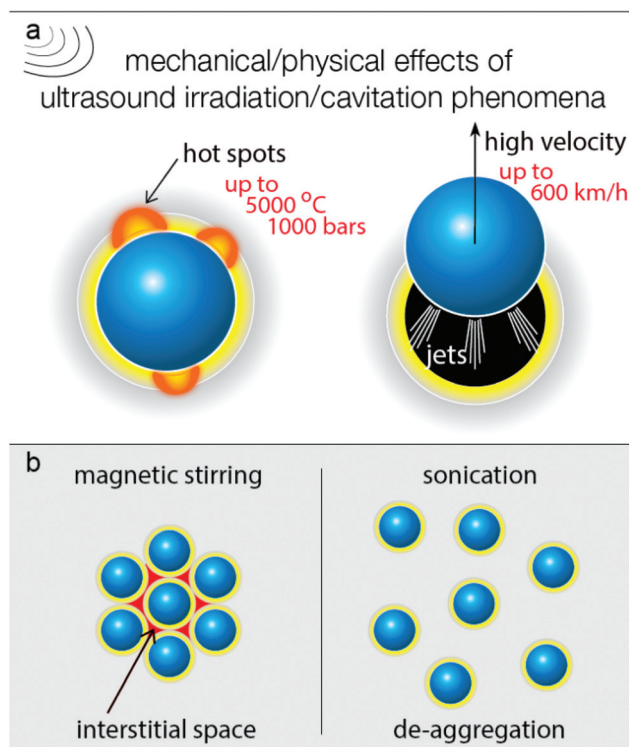 a
mechanical/physical effects of
ultrasound irradiation/cavitation phenomena
hot spots
up to
5000 °C
1000 bars
high velocity
up to
600 km/h
jets
b
magnetic stirring
sonication
interstitial space
de-aggregation